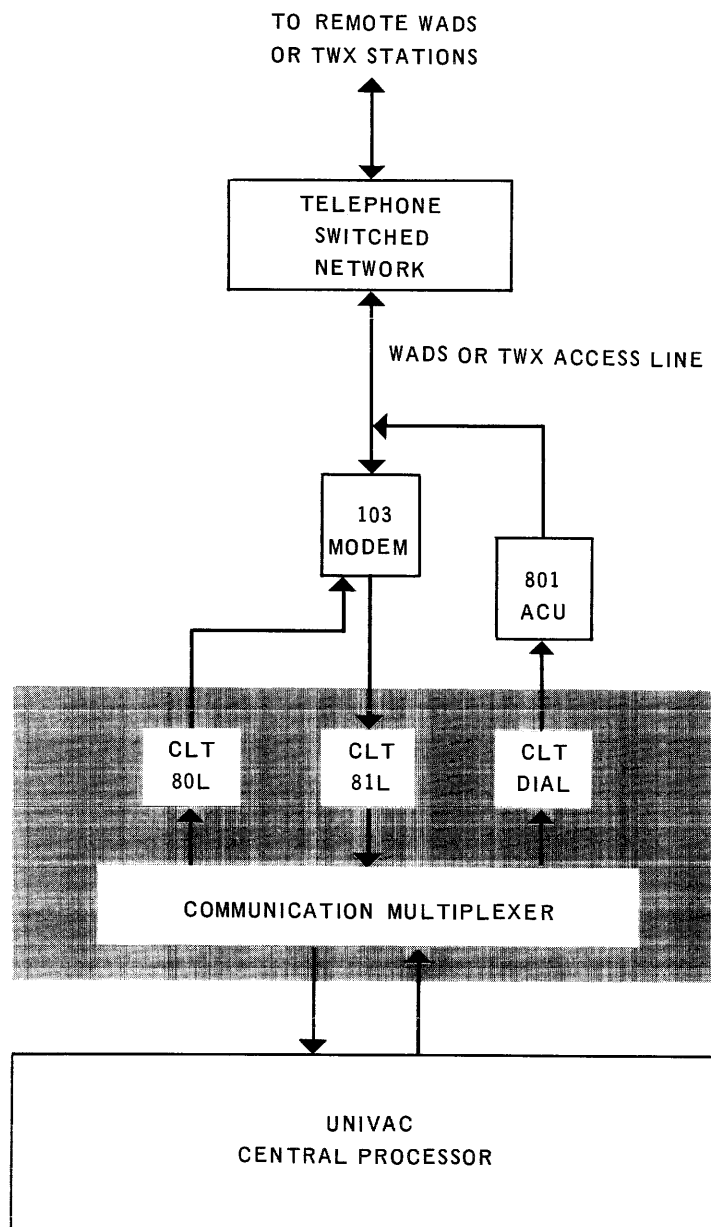 TO REMOTE WADS
OR TWX STATIONS
TELEPHONE
SWITCHED
NETWORK
WADS OR TWX ACCESS LINE
103
MODEM
801
ACU
CLT
80L
CLT
81L
CLT
DIAL
COMMUNICATION MULTIPLEXER
UNIVAC
CENTRAL PROCESSOR